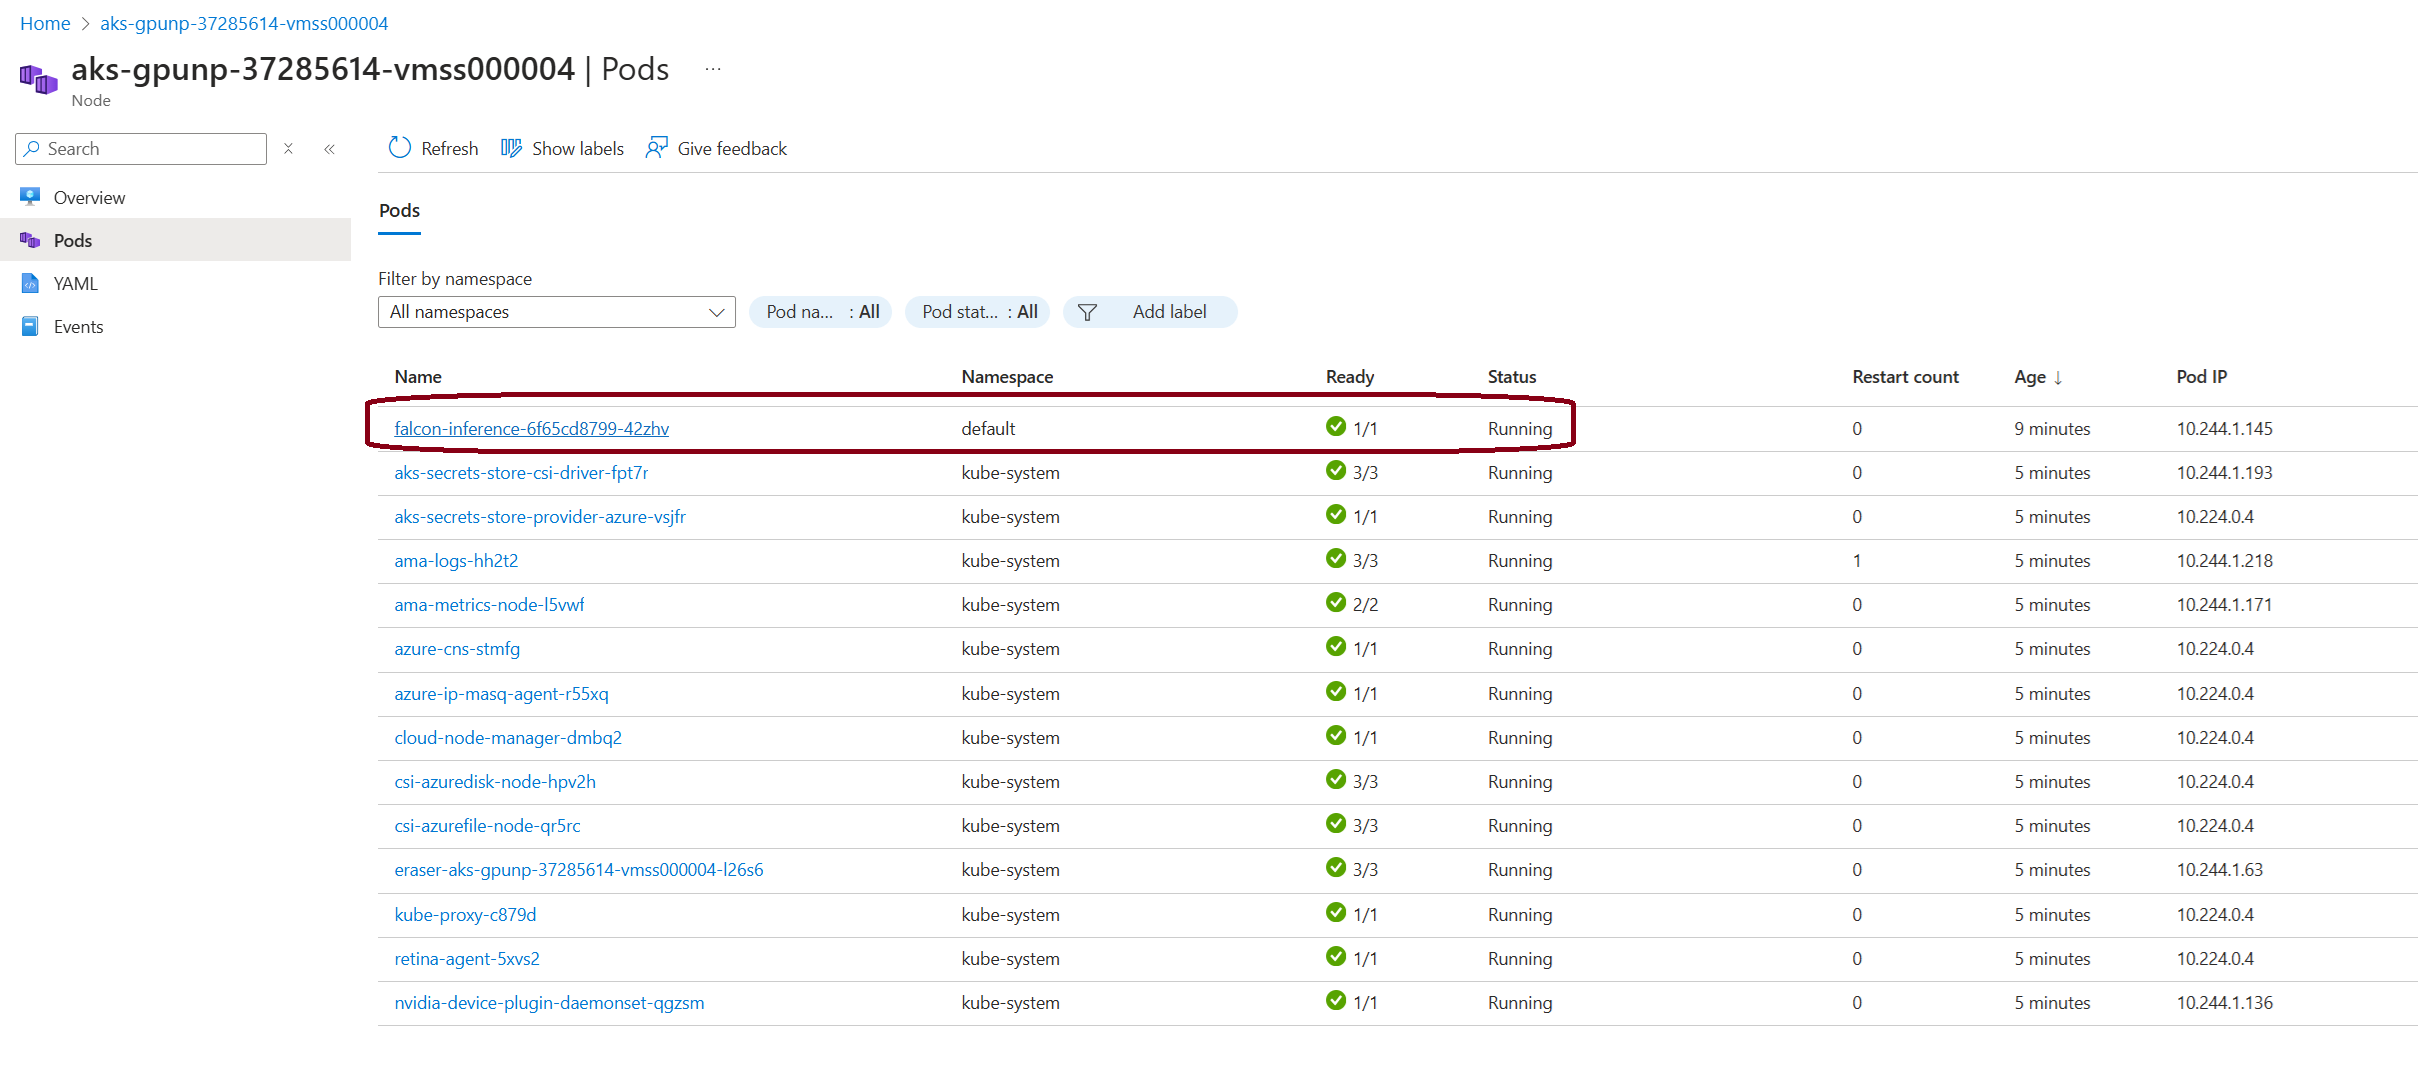 Home > aks-gpunp-37285614-vmss000004
aks-gpunp-37285614-vmss000004 | Pods ...
Node
Search
Refresh Show labels Give feedback
Overview
Pods
YAML
Events
Pods
Filter by namespace
All namespaces Pod na... : All Pod stat... : All Add label
Name Namespace Ready Status Restart count Age ↓ Pod IP
falcon-inference-6f65cd8799-42zhv default 1/1 Running 0 9 minutes 10.244.1.145
aks-secrets-store-csi-driver-fpt7r kube-system 3/3 Running 0 5 minutes 10.244.1.193
aks-secrets-store-provider-azure-vsjfr kube-system 1/1 Running 0 5 minutes 10.224.0.4
ama-logs-hh2t2 kube-system 3/3 Running 1 5 minutes 10.244.1.218
ama-metrics-node-l5vwf kube-system 2/2 Running 0 5 minutes 10.244.1.171
azure-cns-stmfg kube-system 1/1 Running 0 5 minutes 10.224.0.4
azure-ip-masq-agent-r55xq kube-system 1/1 Running 0 5 minutes 10.224.0.4
cloud-node-manager-dmbq2 kube-system 1/1 Running 0 5 minutes 10.224.0.4
csi-azuredisk-node-hpv2h kube-system 3/3 Running 0 5 minutes 10.224.0.4
csi-azurefile-node-qr5rc kube-system 3/3 Running 0 5 minutes 10.224.0.4
eraser-aks-gpunp-37285614-vmss000004-l26s6 kube-system 3/3 Running 0 5 minutes 10.244.1.63
kube-proxy-c879d kube-system 1/1 Running 0 5 minutes 10.224.0.4
retina-agent-5xvs2 kube-system 1/1 Running 0 5 minutes 10.224.0.4
nvidia-device-plugin-daemonset-qgzsm kube-system 1/1 Running 0 5 minutes 10.244.1.136